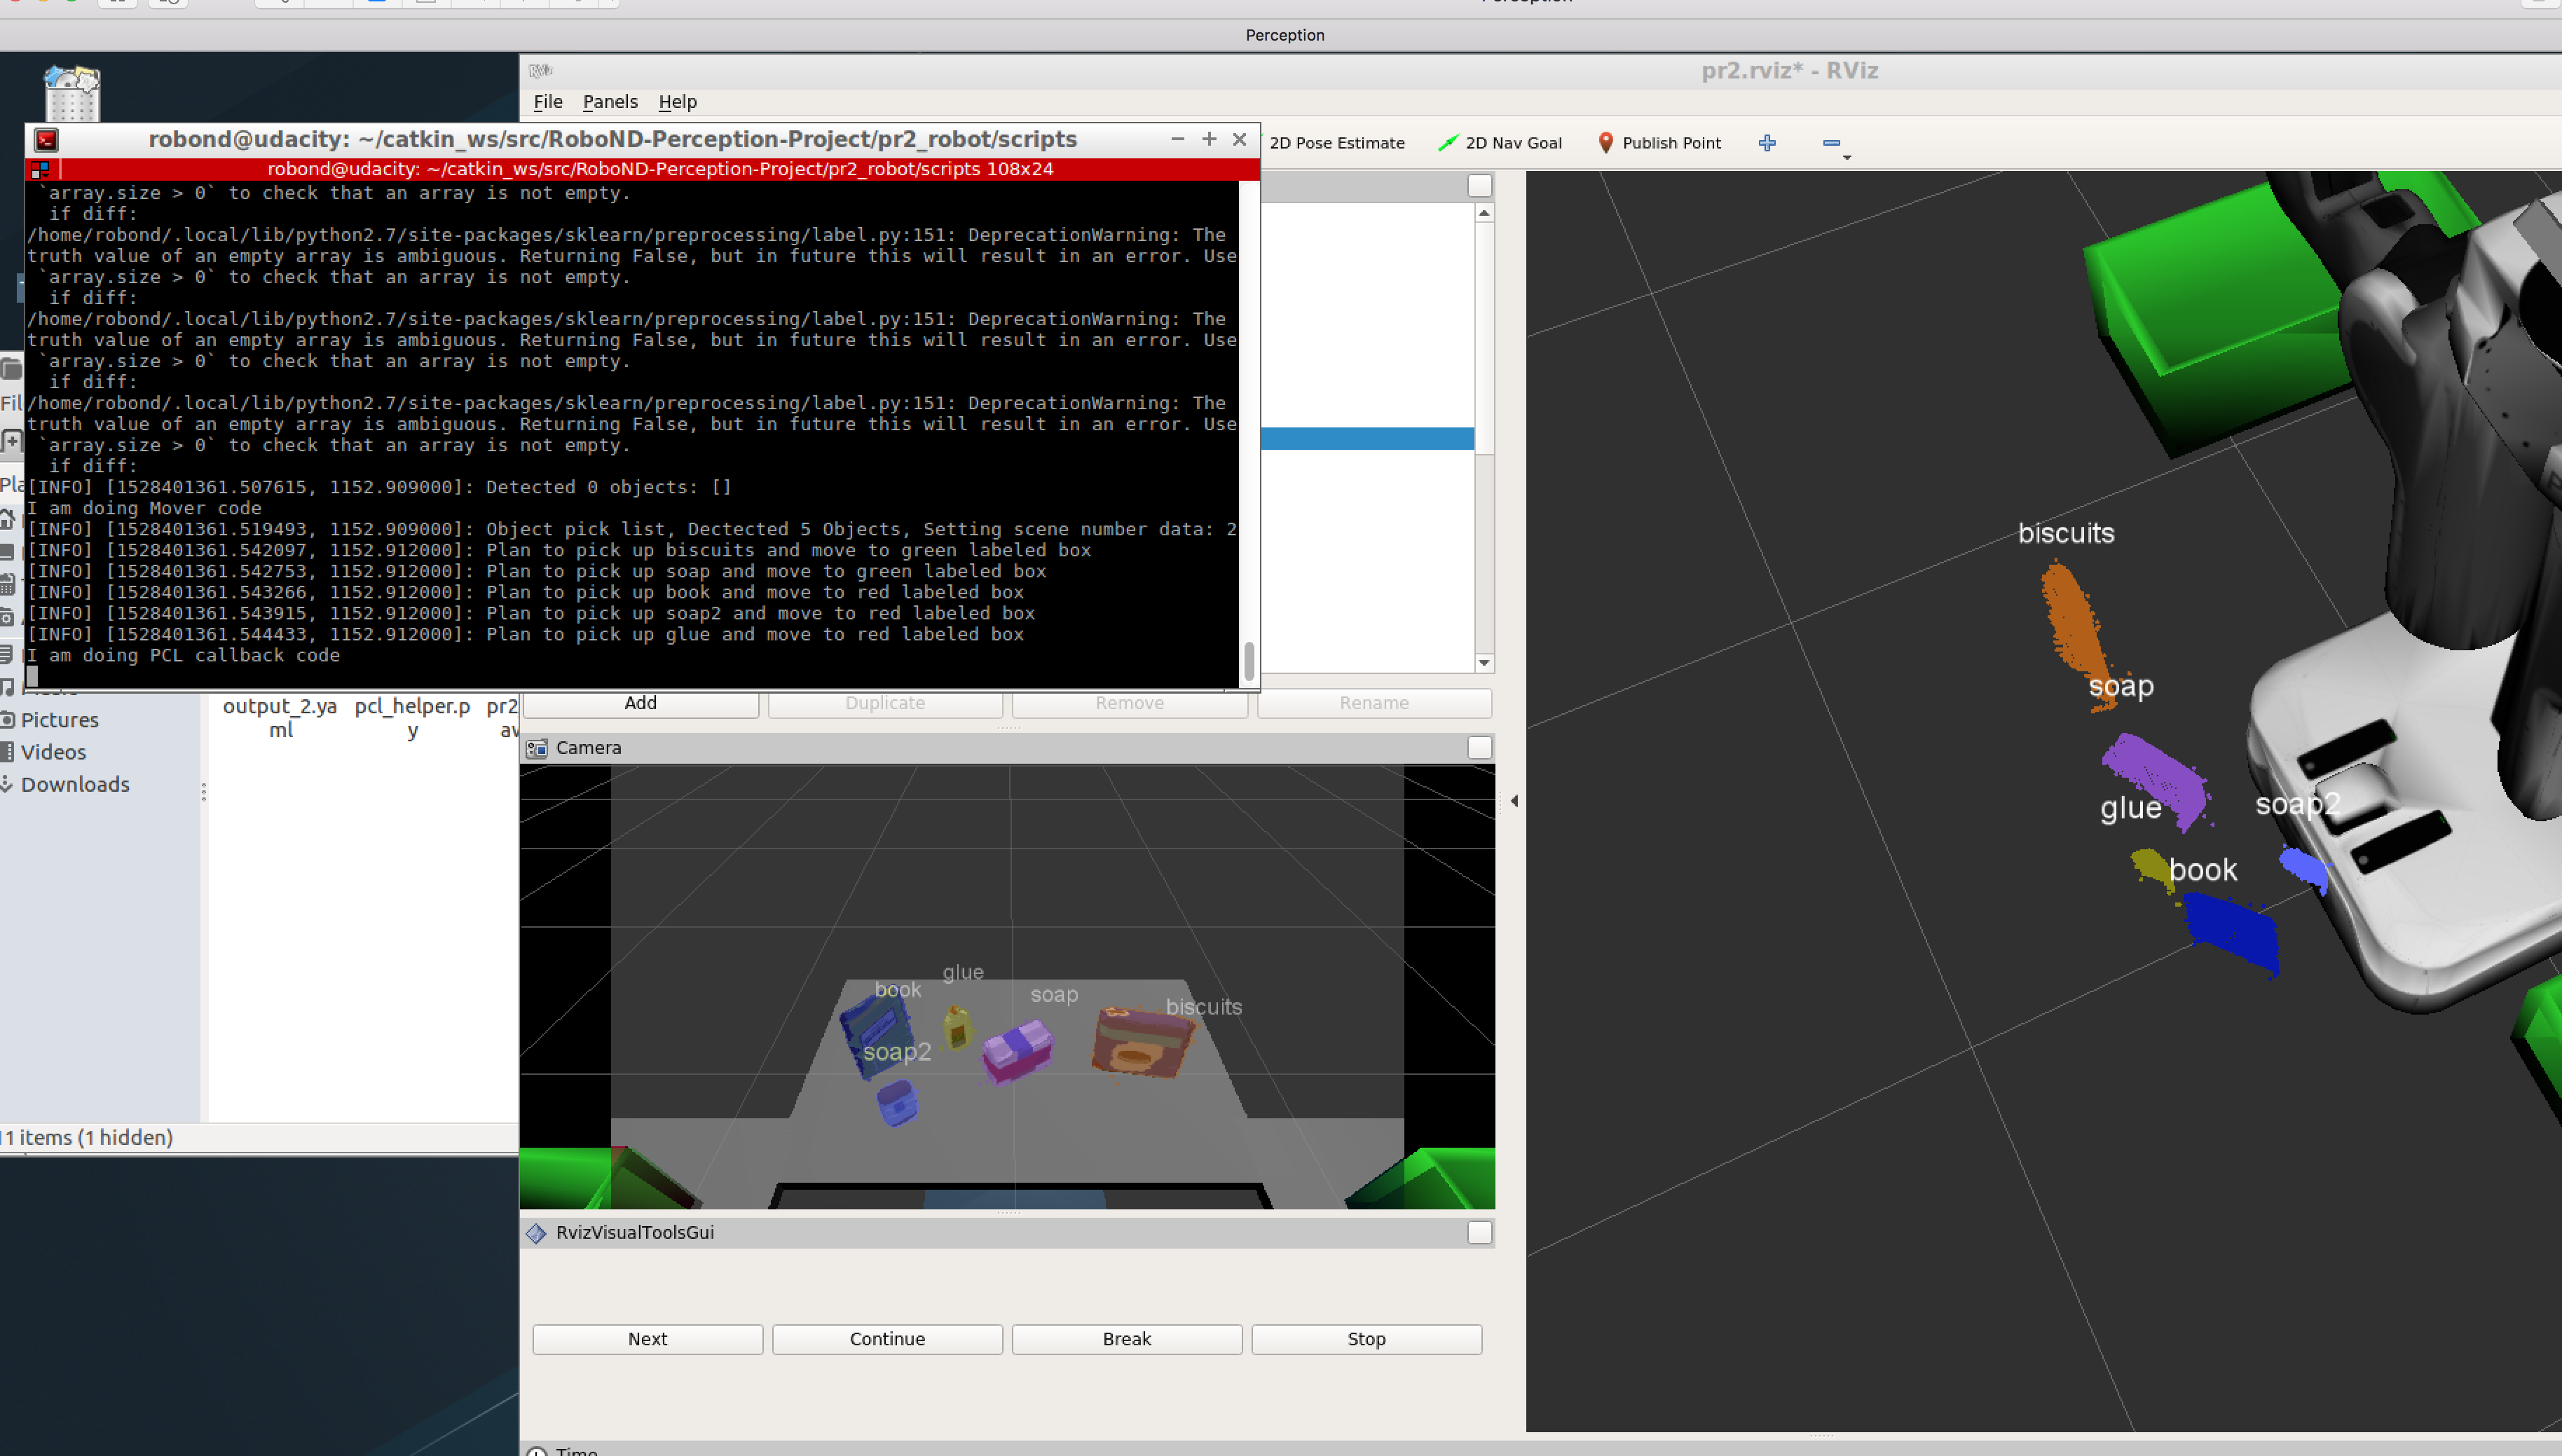 Perception
pr2.rviz* - RViz
File Panels Help
robond@udacity: ~/catkin_ws/src/RoboND-Perception-Project/pr2_robot/scripts
2D Pose Estimate 2D Nav Goal Publish Point
robond@udacity: ~/catkin_ws/src/RoboND-Perception-Project/pr2_robot/scripts 108x24
`array.size > 0` to check that an array is not empty.
if diff:
/home/robond/.local/lib/python2.7/site-packages/sklearn/preprocessing/label.py:151: DeprecationWarning: The
truth value of an empty array is ambiguous. Returning False, but in future this will result in an error. Use
`array.size > 0` to check that an array is not empty.
if diff:
/home/robond/.local/lib/python2.7/site-packages/sklearn/preprocessing/label.py:151: DeprecationWarning: The
truth value of an empty array is ambiguous. Returning False, but in future this will result in an error. Use
`array.size > 0` to check that an array is not empty.
if diff:
/home/robond/.local/lib/python2.7/site-packages/sklearn/preprocessing/label.py:151: DeprecationWarning: The
truth value of an empty array is ambiguous. Returning False, but in future this will result in an error. Use
`array.size > 0` to check that an array is not empty.
if diff:
[INFO] [1528401361.507615, 1152.909000]: Detected 0 objects: []
I am doing Mover code
[INFO] [1528401361.519493, 1152.909000]: Object pick list, Dectected 5 Objects, Setting scene number data: 2
[INFO] [1528401361.542097, 1152.912000]: Plan to pick up biscuits and move to green labeled box
[INFO] [1528401361.542753, 1152.912000]: Plan to pick up soap and move to green labeled box
[INFO] [1528401361.543266, 1152.912000]: Plan to pick up book and move to red labeled box
[INFO] [1528401361.543915, 1152.912000]: Plan to pick up soap2 and move to red labeled box
[INFO] [1528401361.544433, 1152.912000]: Plan to pick up glue and move to red labeled box
I am doing PCL callback code
Fil
Pla
Pictures
Videos
Downloads
output_2.ya
ml
pcl_helper.p
y
pr2
av
11 items (1 hidden)
Add Duplicate Remove Rename
Camera
glue
book
soap
biscuits
soap2
RvizVisualToolsGui
Next Continue Break Stop
Time
biscuits
soap
glue
soap2
book